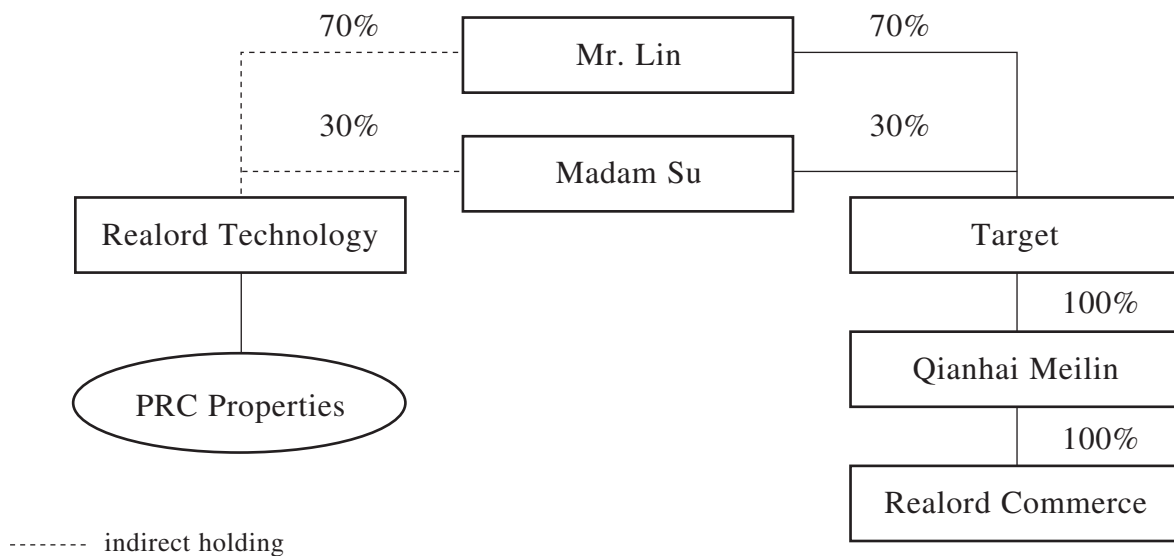 70%
Mr. Lin
70%
30%
Madam Su
30%
Realord Technology
Target
100%
PRC Properties
Qianhai Meilin
100%
Realord Commerce
indirect holding